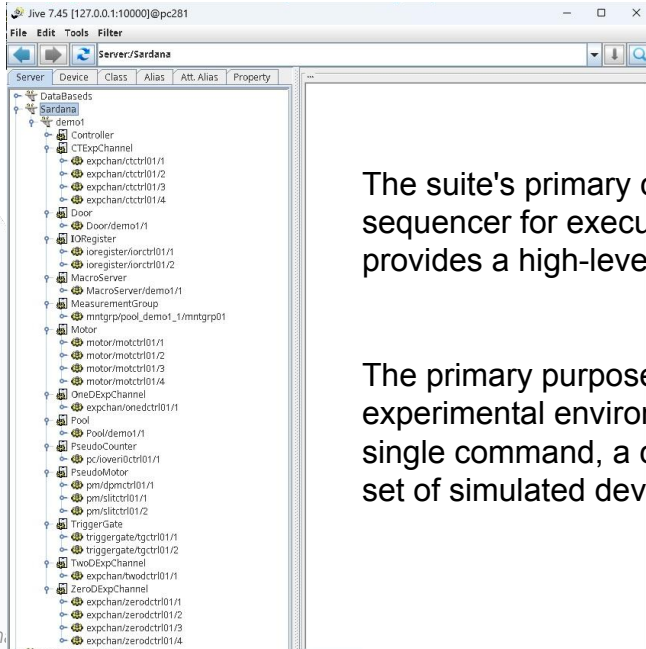 Jive 7.45 [127.0.0.1:10000]@pc281
File Edit Tools Filter
Server:/Sardana
Server Device Class Alias Att. Alias Property
...
DataBaseds
Sardana
demo1
Controller
CTExpChannel
expchan/ctctrl01/1
expchan/ctctrl01/2
expchan/ctctrl01/3
expchan/ctctrl01/4
Door
Door/demo1/1
IORegister
ioregister/iorctrl01/1
ioregister/iorctrl01/2
MacroServer
MacroServer/demo1/1
MeasurementGroup
mntgrp/pool_demo1_1/mntgrp01
Motor
motor/motctrl01/1
motor/motctrl01/2
motor/motctrl01/3
motor/motctrl01/4
OneDExpChannel
expchan/onedctrl01/1
Pool
Pool/demo1/1
PseudoCounter
pc/ioveri0ctrl01/1
PseudoMotor
pm/dpmctrl01/1
pm/slitctrl01/1
pm/slitctrl01/2
TriggerGate
triggergate/tgctrl01/1
triggergate/tgctrl01/2
TwoDExpChannel
expchan/twodctrl01/1
ZeroDExpChannel
expchan/zerodctrl01/1
expchan/zerodctrl01/2
expchan/zerodctrl01/3
expchan/zerodctrl01/4
The suite's primary
sequencer for execu
provides a high-leve
The primary purpose
experimental enviro
single command, a
set of simulated dev